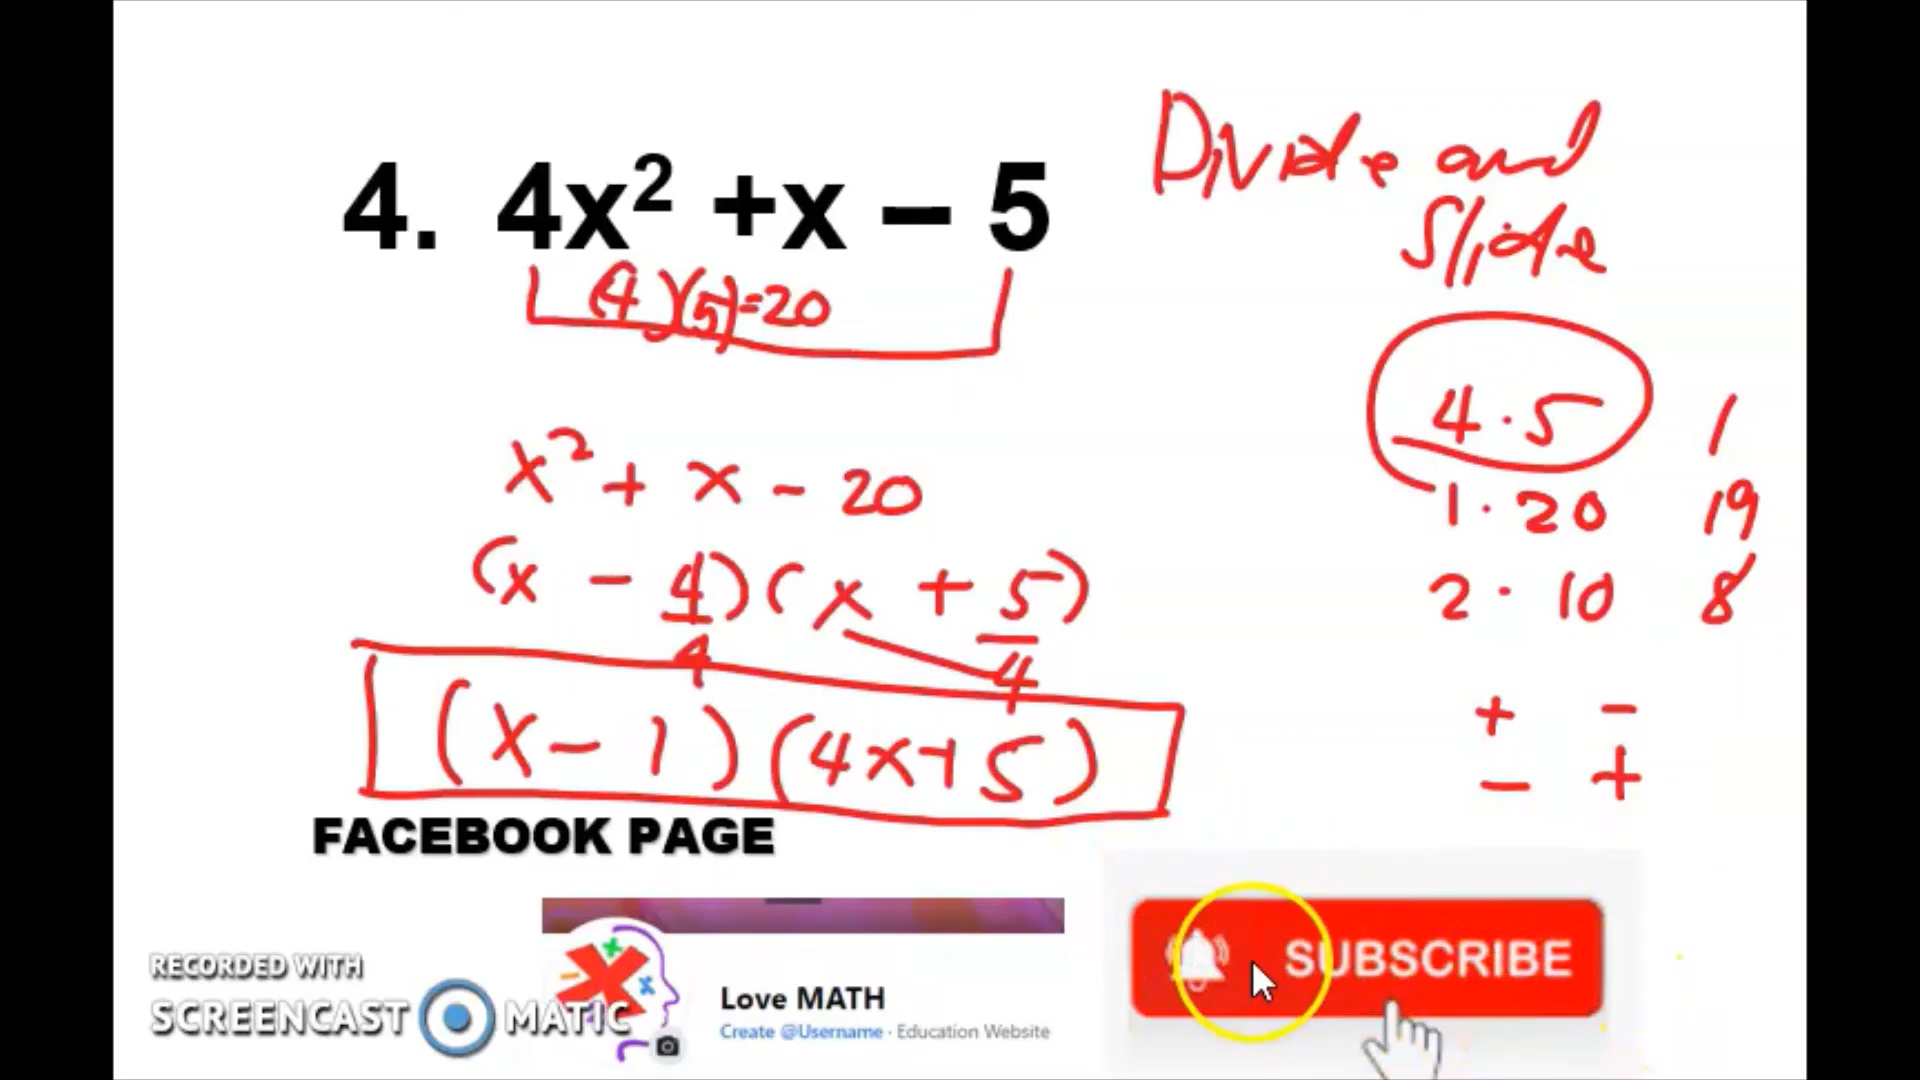 Divide and
Slide
4. 4x² +x – 5
(4)(5)=20
4 · 5 1
1 · 20 19
2 · 10 8
x² + x - 20
(x - 4)(x + 5)
4 4
+ -
- +
(x - 1)(4x+5)
FACEBOOK PAGE
RECORDED WITH
SCREENCAST MATIC
Love MATH
Create @Username · Education Website
SUBSCRIBE